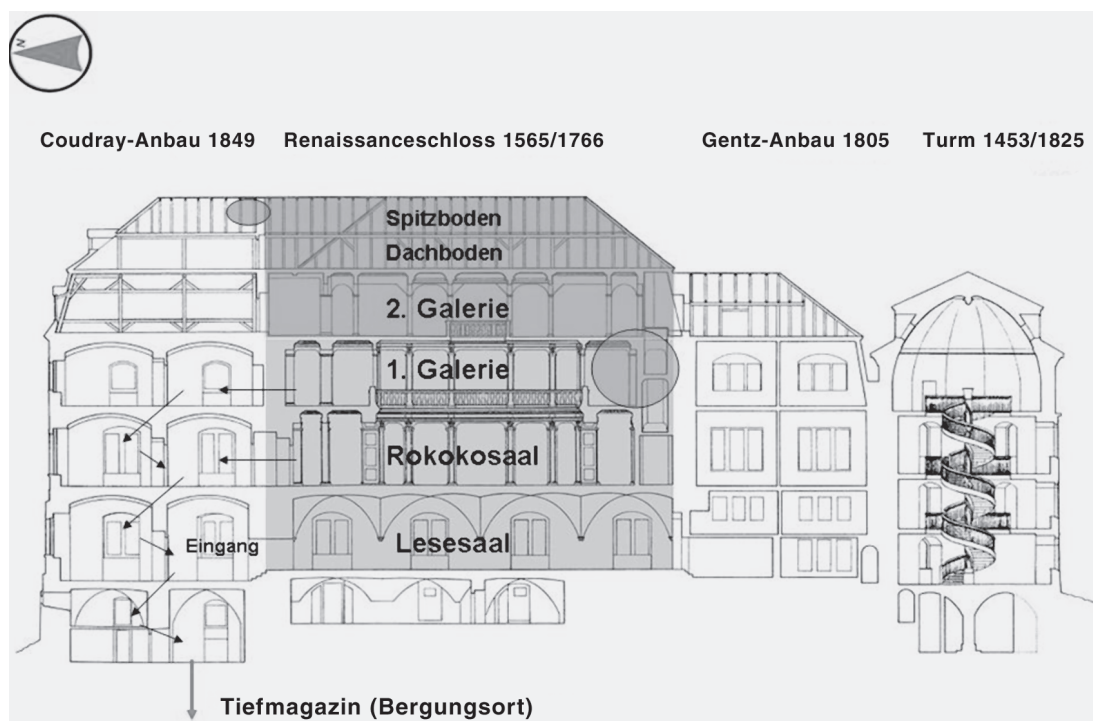 N
Coudray-Anbau 1849 Renaissanceschloss 1565/1766 Gentz-Anbau 1805 Turm 1453/1825
Spitzboden
Dachboden
2. Galerie
1. Galerie
Rokokosaal
Eingang Lesesaal
Tiefmagazin (Bergungsort)